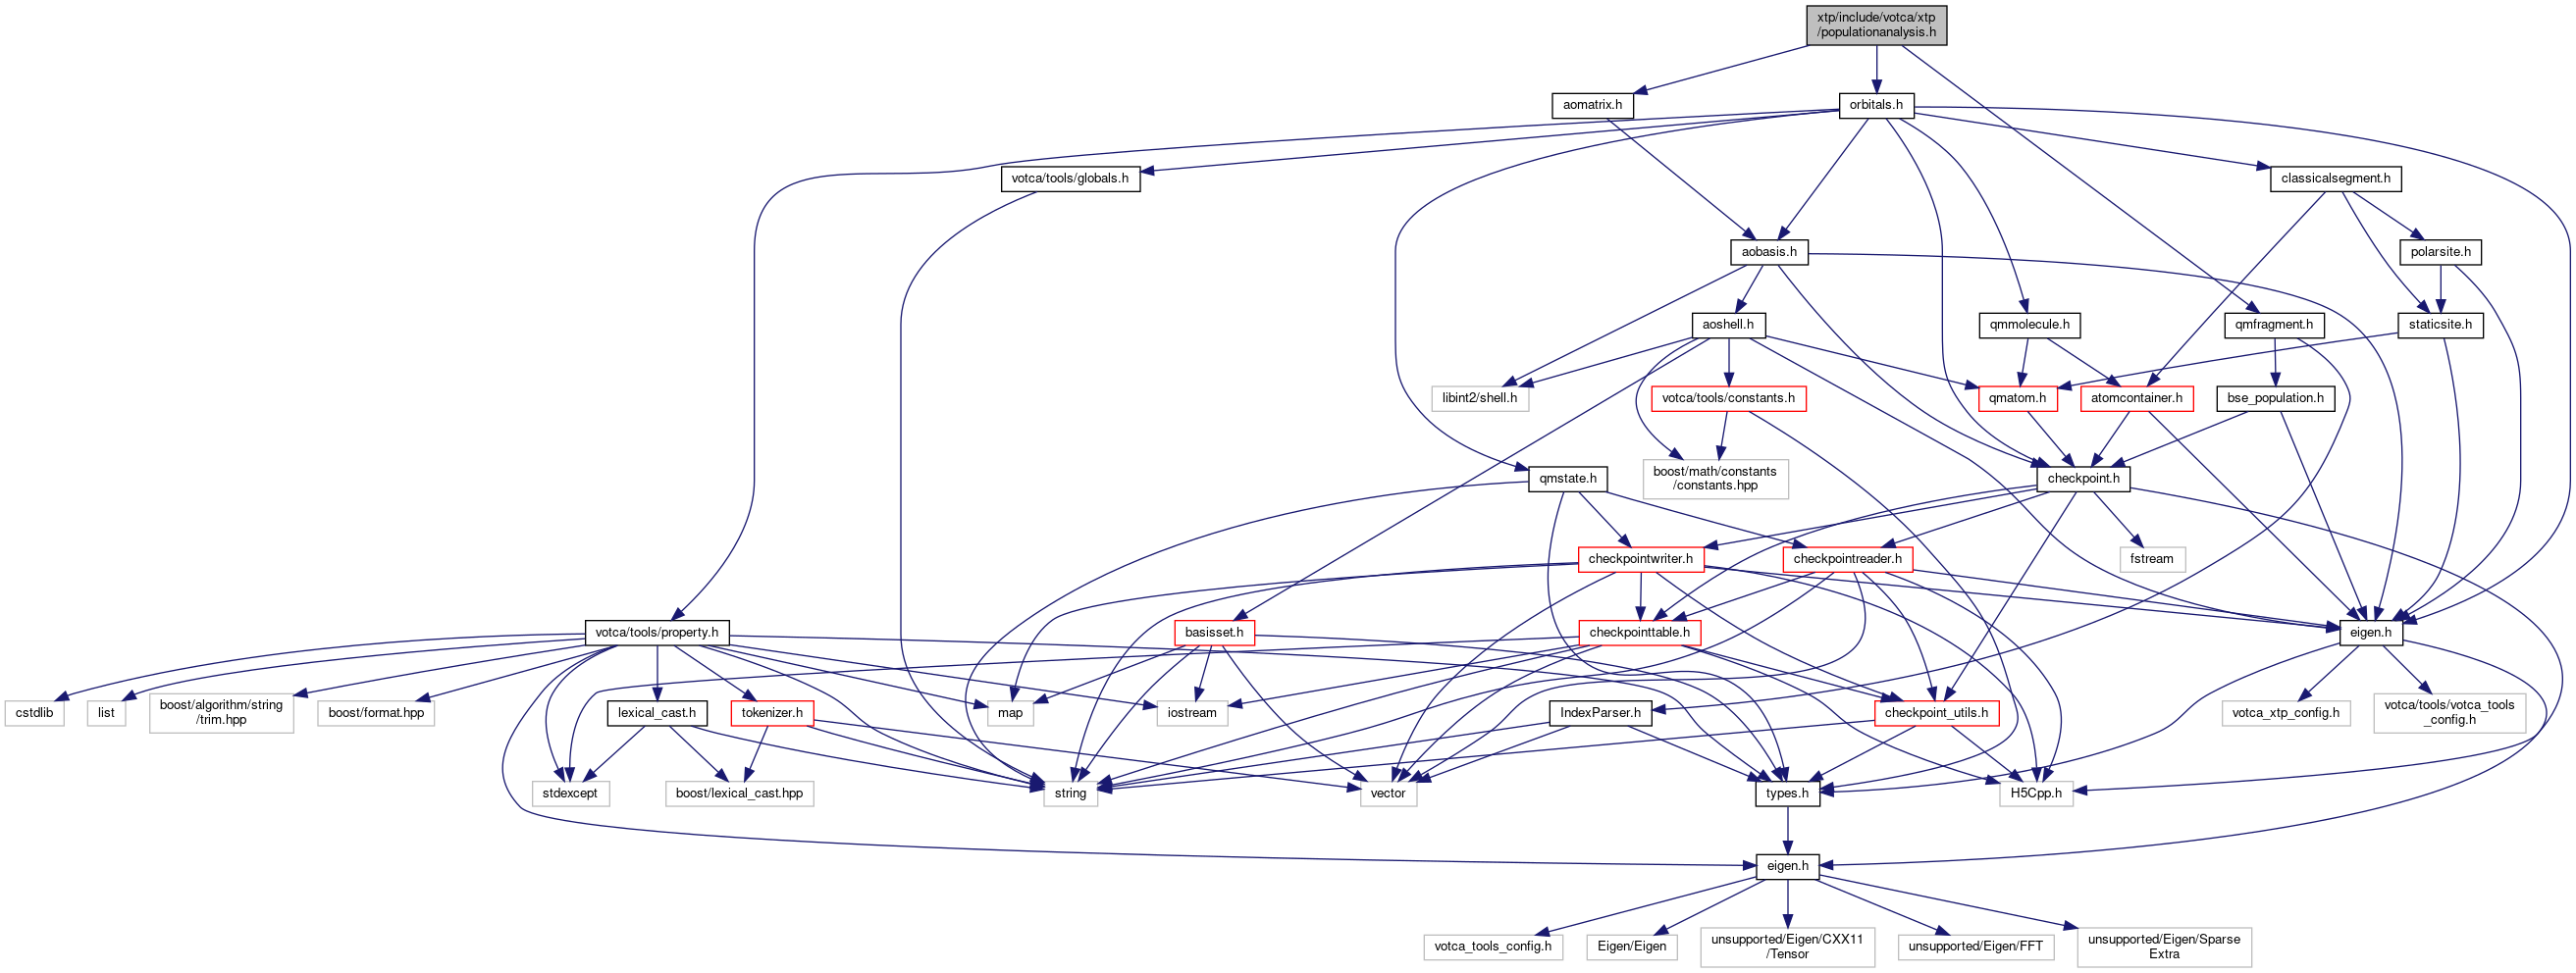 xtp/include/votca/xtp
/populationanalysis.h
aomatrix.h
orbitals.h
votca/tools/globals.h
classicalsegment.h
aobasis.h
polarsite.h
aoshell.h
qmmolecule.h
qmfragment.h
staticsite.h
libint2/shell.h
votca/tools/constants.h
qmatom.h
atomcontainer.h
bse_population.h
qmstate.h
boost/math/constants
/constants.hpp
checkpoint.h
checkpointwriter.h
checkpointreader.h
fstream
votca/tools/property.h
basisset.h
checkpointtable.h
eigen.h
cstdlib
list
boost/algorithm/string
/trim.hpp
boost/format.hpp
lexical_cast.h
tokenizer.h
map
iostream
IndexParser.h
checkpoint_utils.h
votca_xtp_config.h
votca/tools/votca_tools
_config.h
stdexcept
boost/lexical_cast.hpp
string
vector
types.h
H5Cpp.h
eigen.h
votca_tools_config.h
Eigen/Eigen
unsupported/Eigen/CXX11
/Tensor
unsupported/Eigen/FFT
unsupported/Eigen/Sparse
Extra